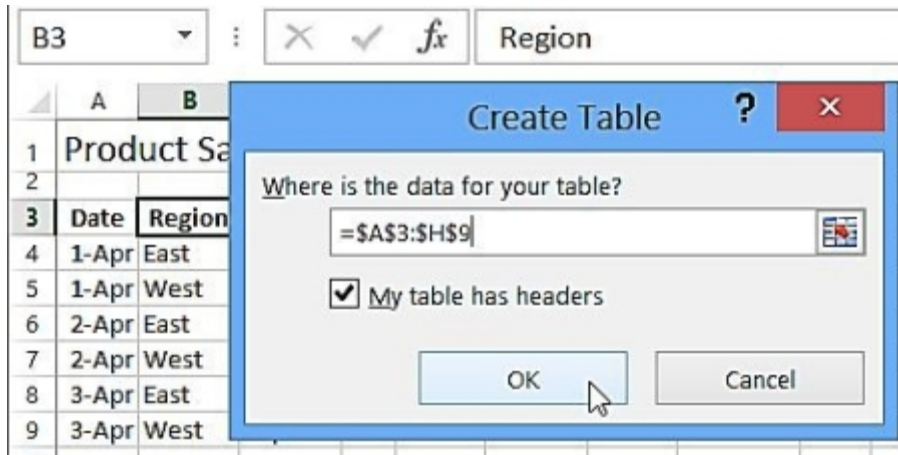 B3 fx Region
A B
Create Table ? ×
1 Product Sa
2
Where is the data for your table?
3 Date Region
=$A$3:$H$9
4 1-Apr East
5 1-Apr West
My table has headers
6 2-Apr East
7 2-Apr West
OK Cancel
8 3-Apr East
9 3-Apr West